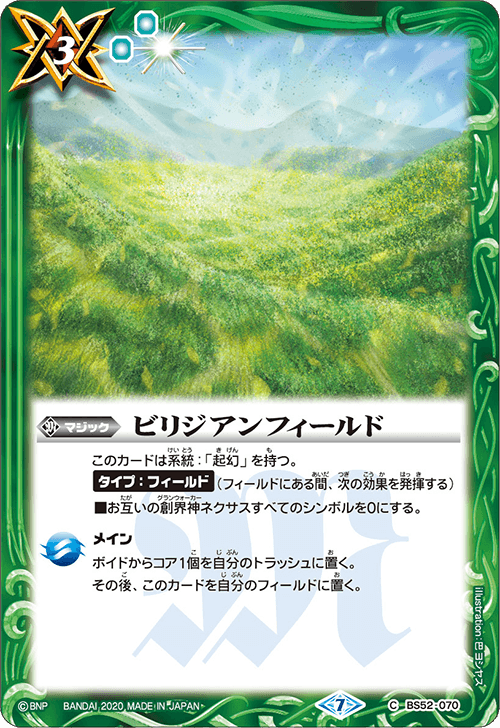 3
マジック ビリジアンフィールド
このカードは系統：「起幻」を持つ。
タイプ：フィールド（フィールドにある間、次の効果を発揮する）
■お互いの創界神ネクサスすべてのシンボルを0にする。
メイン
ボイドからコア1個を自分のトラッシュに置く。
その後、このカードを自分のフィールドに置く。
illustration:巴ヨシヤス
©BNP BANDAI 2020 MADE IN JAPAN 7 C BS52-070